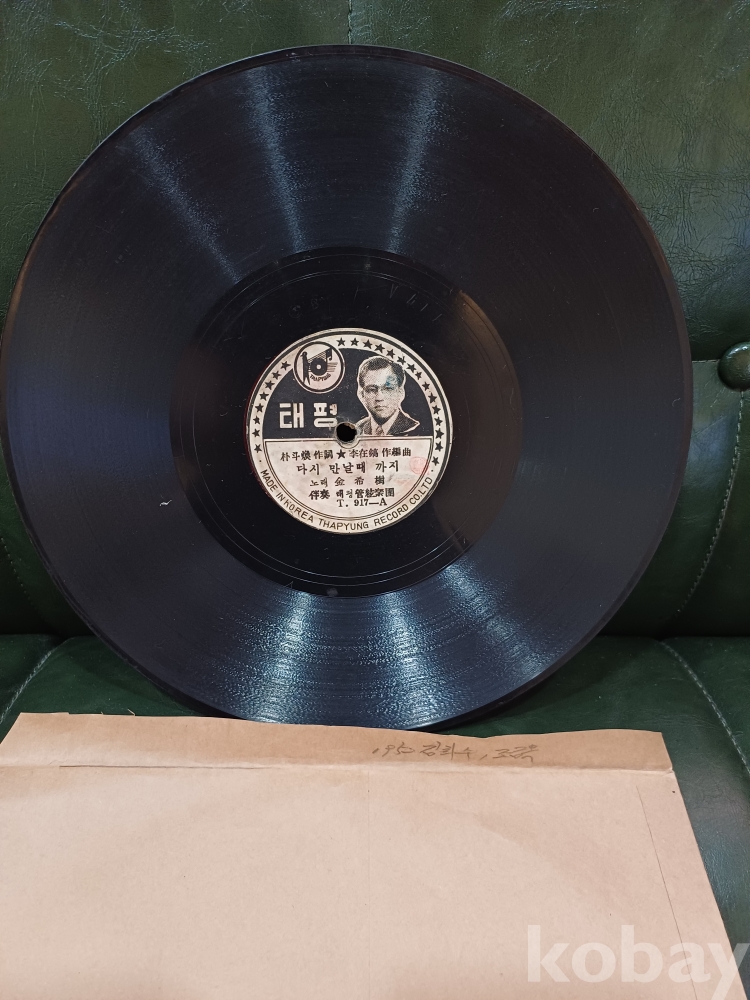 THAPYUNG
태평
朴斗煥 作詞 ★ 李在鎬 作編曲
다시 만날때 까지
노래 金希樹
伴奏 태평管絃楽團
T. 917—A
MADE IN KOREA THAPYUNG RECORD CO.LTD.
kobay